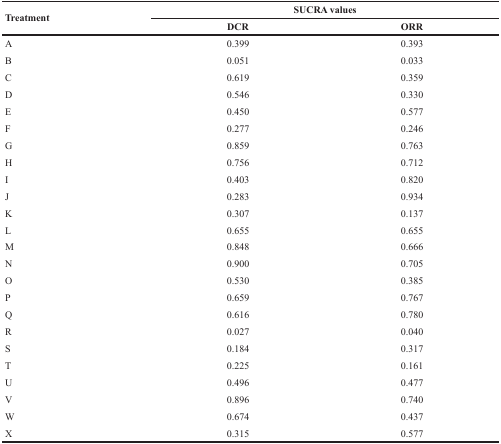 Treatment SUCRA values
DCR ORR
A 0.399 0.393
B 0.051 0.033
C 0.619 0.359
D 0.546 0.330
E 0.450 0.577
F 0.277 0.246
G 0.859 0.763
H 0.756 0.712
I 0.403 0.820
J 0.283 0.934
K 0.307 0.137
L 0.655 0.655
M 0.848 0.666
N 0.900 0.705
O 0.530 0.385
P 0.659 0.767
Q 0.616 0.780
R 0.027 0.040
S 0.184 0.317
T 0.225 0.161
U 0.496 0.477
V 0.896 0.740
W 0.674 0.437
X 0.315 0.577